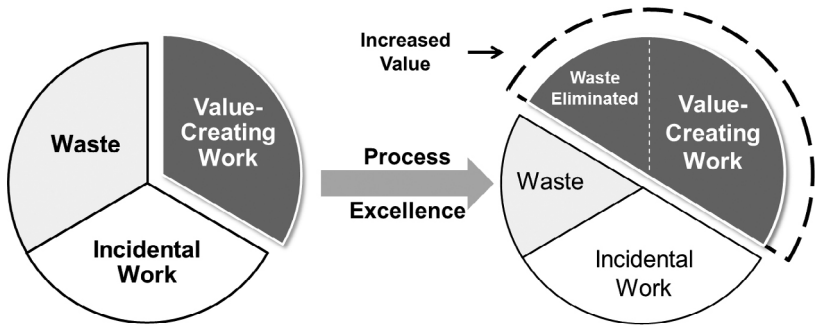 Waste
Value-
Creating
Work
Incidental
Work
Process
Excellence
Increased
Value
Waste
Eliminated
Value-
Creating
Work
Waste
Incidental
Work